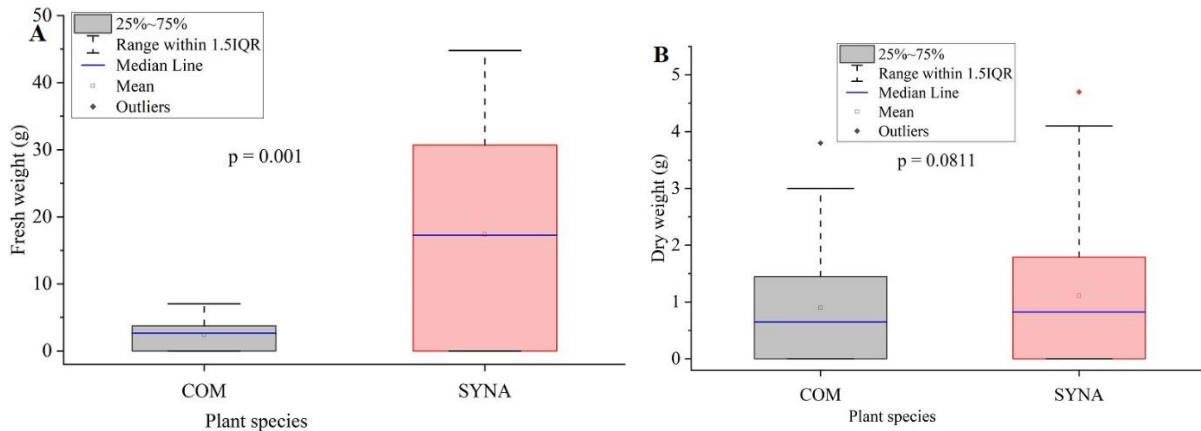 A
25%~75%
Range within 1.5IQR
Median Line
Mean
Outliers
50
40
30
20
10
0
Fresh weight (g)
p = 0.001
COM
SYNA
Plant species
B
25%~75%
Range within 1.5IQR
Median Line
Mean
Outliers
5
4
3
2
1
0
Dry weight (g)
p = 0.0811
COM
SYNA
Plant species